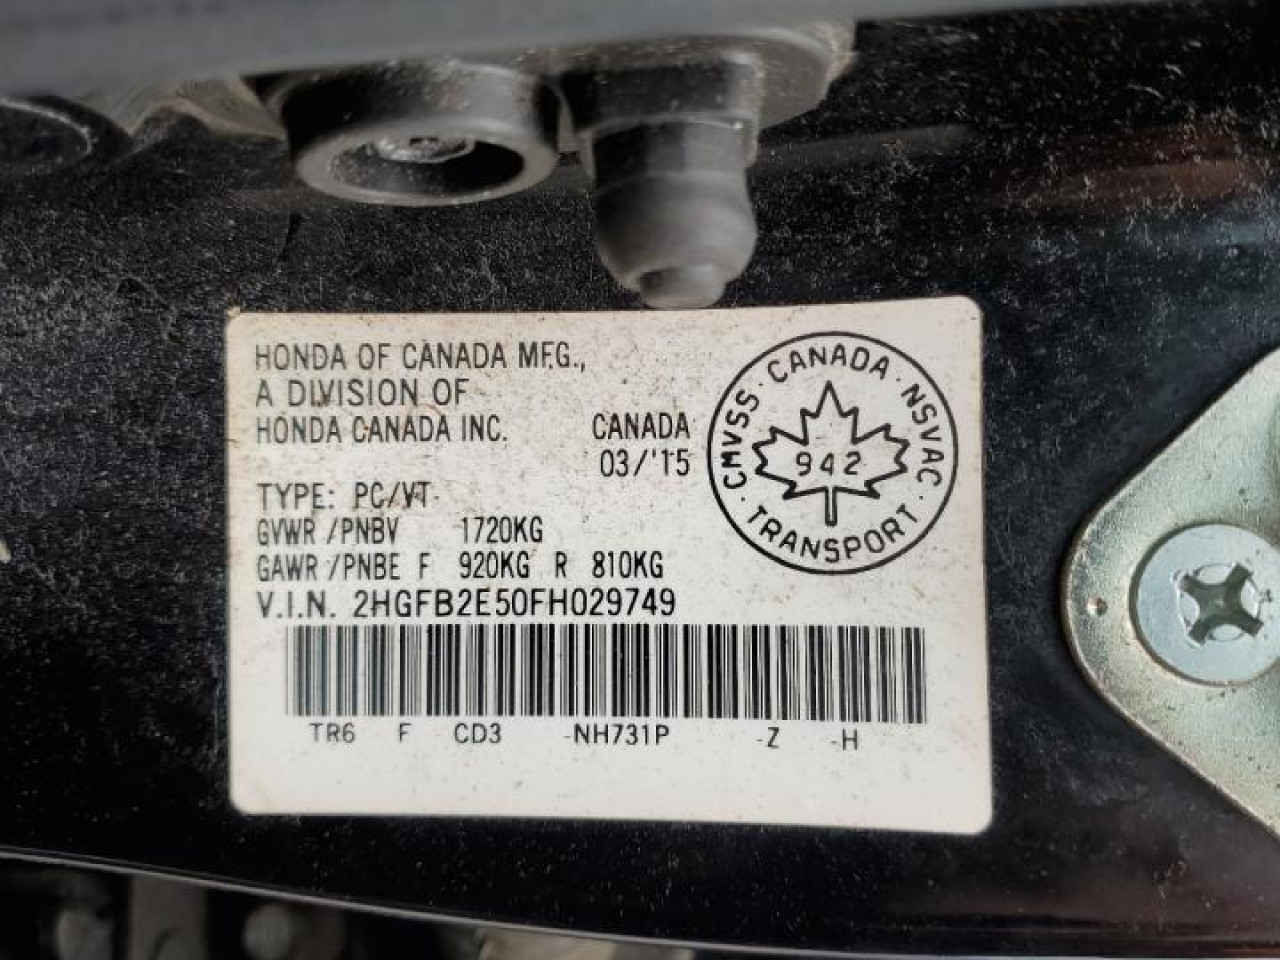 HONDA OF CANADA MFG.,
A DIVISION OF
HONDA CANADA INC.
CANADA
03/'15
TYPE: PC/VT
GVWR /PNBV 1720KG
GAWR /PNBE F 920KG R 810KG
V.I.N. 2HGFB2E50FH029749
CMVSS · CANADA · NSVAC · TRANSPORT ·
942
TR6 F CD3 -NH731P -Z -H